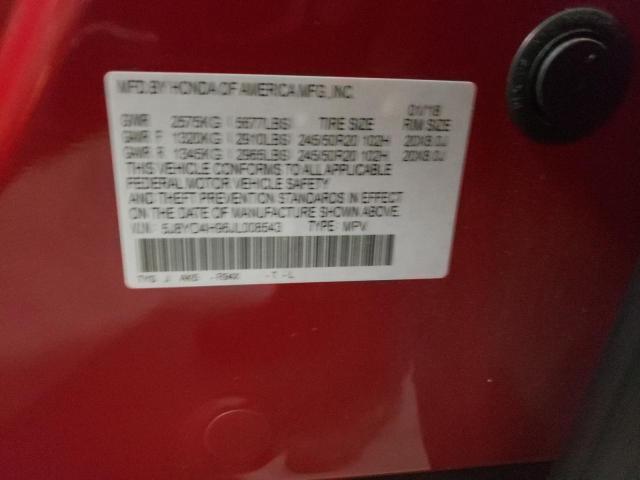 MFD. BY HONDA OF AMERICA MFG., INC. 01/18
GVWR 2575KG ( 5677LBS) TIRE SIZE RIM SIZE
GAWR F 1320KG ( 2910LBS) 245/50R20 102H 20X8.0J
GAWR R 1345KG ( 2965LBS) 245/50R20 102H 20X8.0J
THIS VEHICLE CONFORMS TO ALL APPLICABLE
FEDERAL MOTOR VEHICLE SAFETY
AND THEFT PREVENTION STANDARDS IN EFFECT
ON THE DATE OF MANUFACTURE SHOWN ABOVE.
V.I.N.: TYPE: MPV
J -T-L